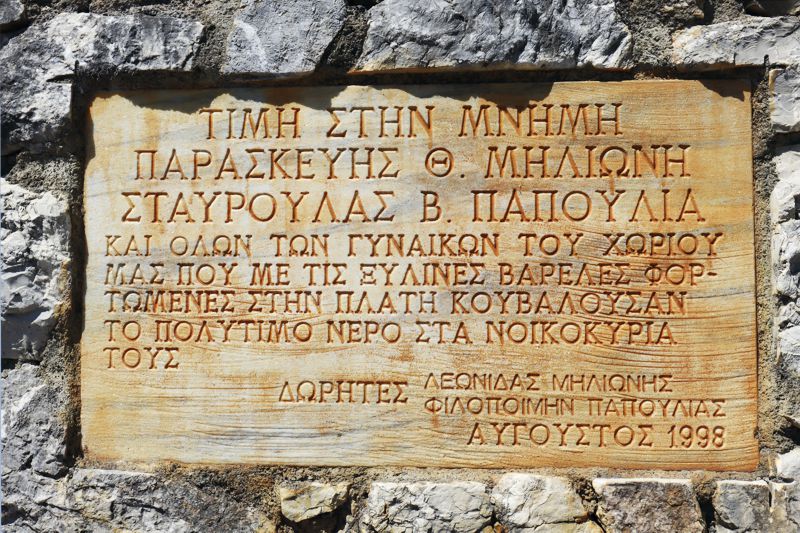 ΤΙΜΗ ΣΤΗΝ ΜΝΗΜΗ
ΠΑΡΑΣΚΕΥΗΣ Θ. ΜΗΛΙΩΝΗ
ΣΤΑΥΡΟΥΛΑΣ Β. ΠΑΠΟΥΛΙΑ
ΚΑΙ ΟΛΩΝ ΤΩΝ ΓΥΝΑΙΚΩΝ ΤΟΥ ΧΩΡΙΟΥ
ΜΑΣ ΠΟΥ ΜΕ ΤΙΣ ΞΥΛΙΝΕΣ ΒΑΡΕΛΕΣ ΦΟΡ-
ΤΩΜΕΝΕΣ ΣΤΗΝ ΠΛΑΤΗ ΚΟΥΒΑΛΟΥΣΑΝ
ΤΟ ΠΟΛΥΤΙΜΟ ΝΕΡΟ ΣΤΑ ΝΟΙΚΟΚΥΡΙΑ
ΤΟΥΣ
ΔΩΡΗΤΕΣ ΛΕΩΝΙΔΑΣ ΜΗΛΙΩΝΗΣ
ΦΙΛΟΠΟΙΜΗΝ ΠΑΠΟΥΛΙΑΣ
ΑΥΓΟΥΣΤΟΣ 1998